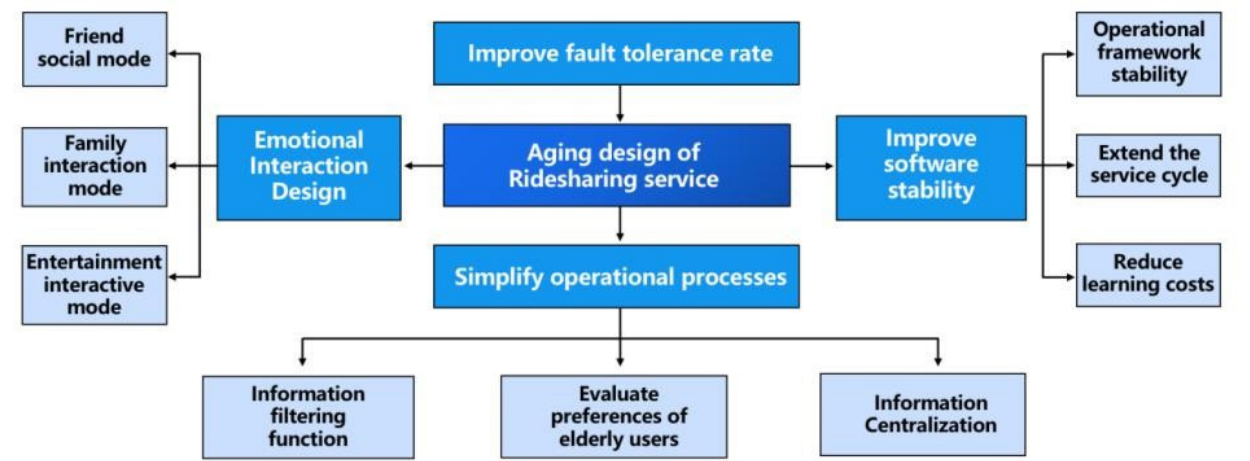 Friend
social mode
Family
interaction
mode
Entertainment
interactive
mode
Emotional
Interaction
Design
Improve fault tolerance rate
Aging design of
Ridesharing service
Simplify operational processes
Improve
software
stability
Operational
framework
stability
Extend the
service cycle
Reduce
learning costs
Information
filtering
function
Evaluate
preferences of
elderly users
Information
Centralization